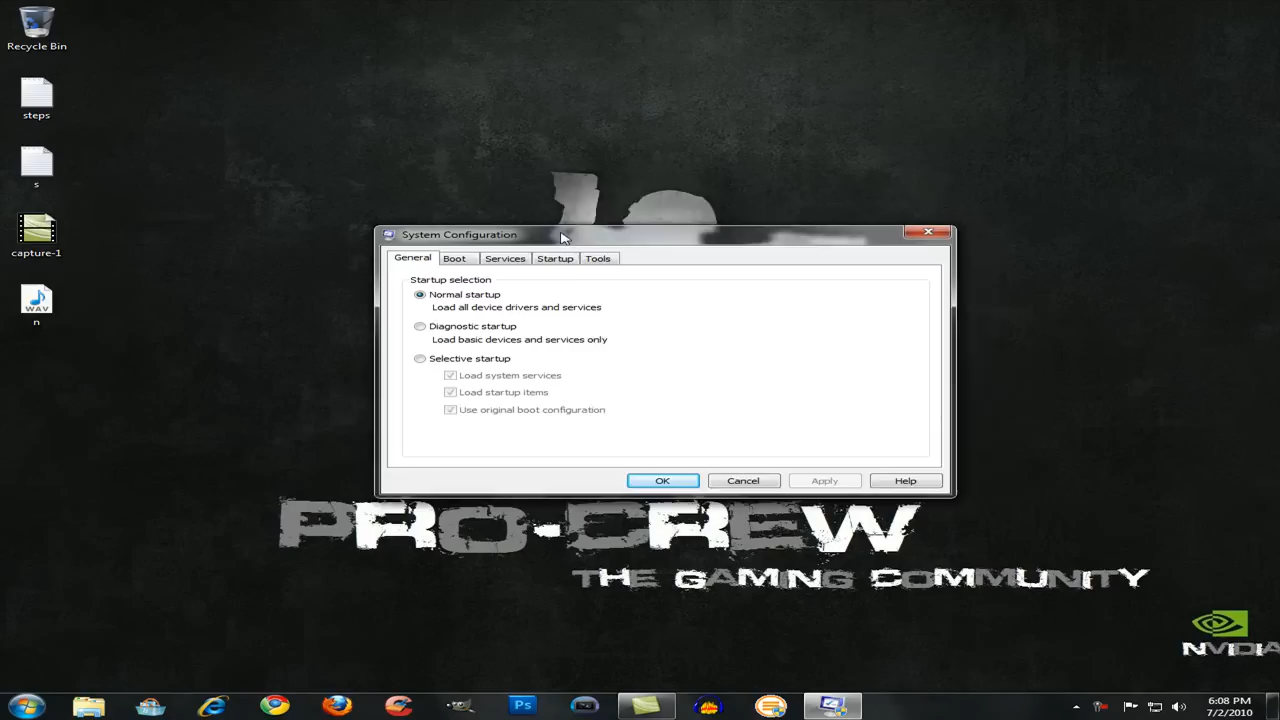 Recycle Bin
steps
s
capture-1
WAV
n
System Configuration
General
Boot
Services
Startup
Tools
Startup selection
Normal startup
Load all device drivers and services
Diagnostic startup
Load basic devices and services only
Selective startup
Load system services
Load startup items
Use original boot configuration
OK
Cancel
Apply
Help
PRO-CREW
THE GAMING COMMUNITY
NVIDIA
Ps
6:08 PM
7/2/2010